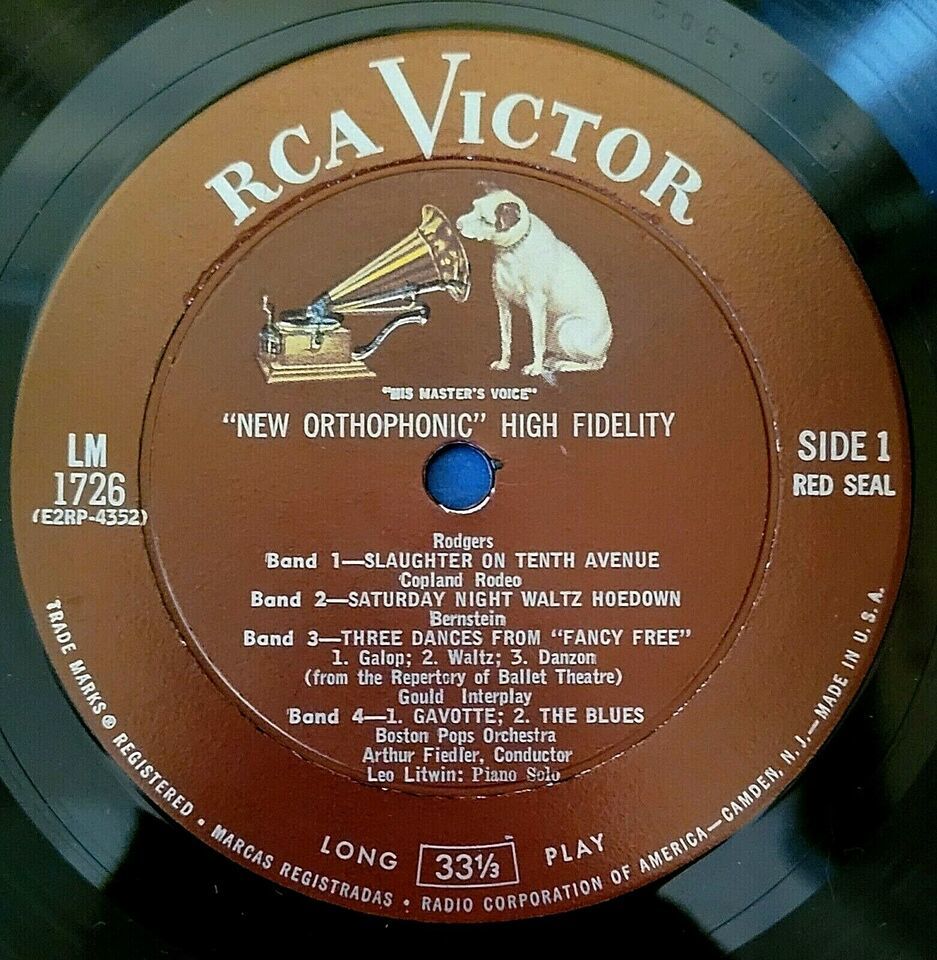 RCA VICTOR
"HIS MASTER'S VOICE"
"NEW ORTHOPHONIC" HIGH FIDELITY
LM
1726
(E2RP-4352)
SIDE 1
RED SEAL
Rodgers
Band 1—SLAUGHTER ON TENTH AVENUE
Copland Rodeo
Band 2—SATURDAY NIGHT WALTZ HOEDOWN
Bernstein
Band 3—THREE DANCES FROM "FANCY FREE"
1. Galop; 2. Waltz; 3. Danzon
(from the Repertory of Ballet Theatre)
Gould Interplay
Band 4—1. GAVOTTE; 2. THE BLUES
Boston Pops Orchestra
Arthur Fiedler, Conductor
Leo Litwin: Piano Solo
LONG 33⅓ PLAY
TRADE MARKS® REGISTERED • MARCAS REGISTRADAS • RADIO CORPORATION OF AMERICA—CAMDEN, N. J.—MADE IN U. S. A.